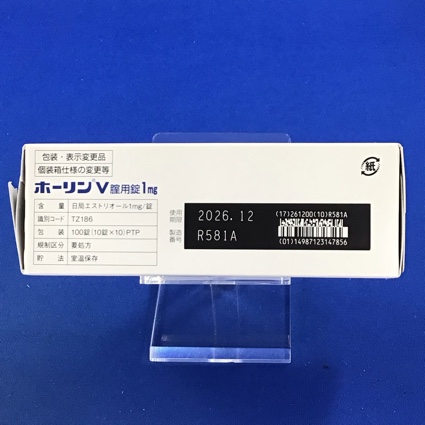 包装・表示変更品
個装箱仕様の変更等
ホーリンV腟用錠1mg
含　量 日局エストリオール1mg/錠
識別コード TZ186
包　装 100錠(10錠×10)PTP
規制区分 要処方
貯　法 室温保存
使用期限 2026.12
製造番号 R581A
(17)261200(10)R581A
(01)14987123147856
紙